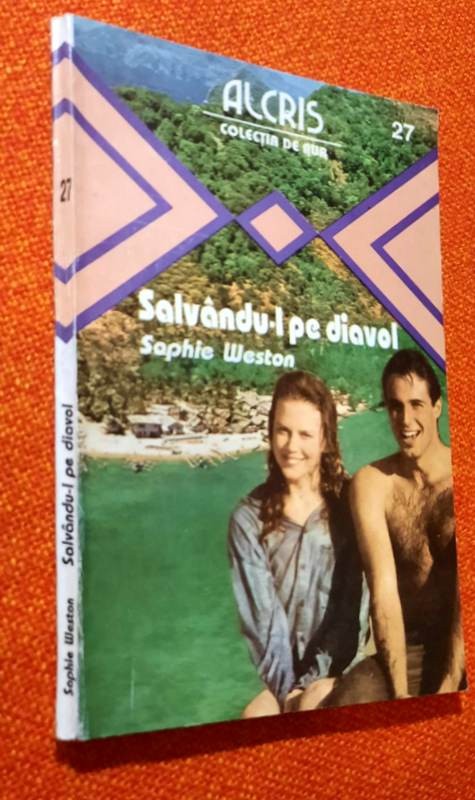 ALCRIS
COLECȚIA DE AUR
27
Salvându-l pe diavol
Sophie Weston
27
Sophie Weston Salvându-l pe diavol